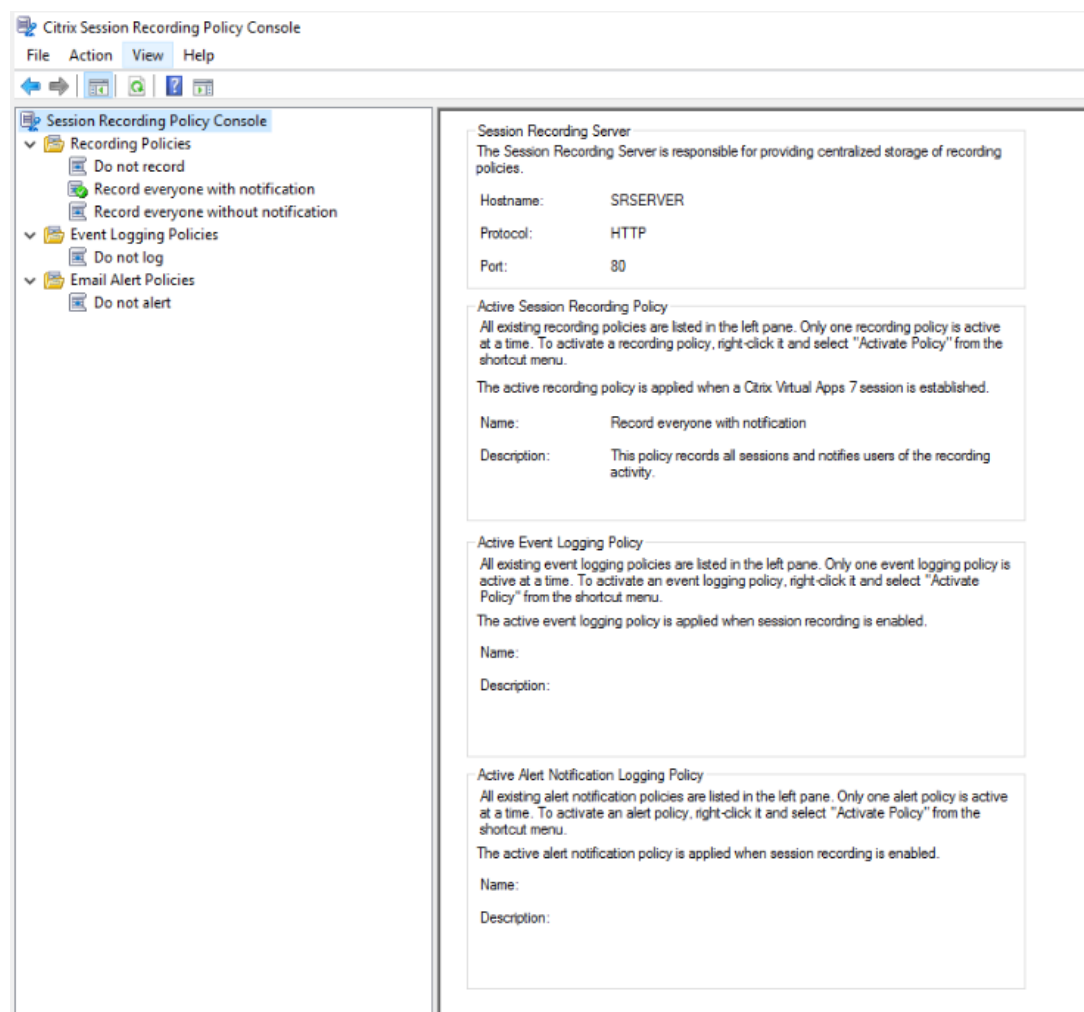 Citrix Session Recording Policy Console
File Action View Help
Session Recording Policy Console
Recording Policies
Do not record
Record everyone with notification
Record everyone without notification
Event Logging Policies
Do not log
Email Alert Policies
Do not alert
Session Recording Server
The Session Recording Server is responsible for providing centralized storage of recording
policies.
Hostname: SRSERVER
Protocol: HTTP
Port: 80
Active Session Recording Policy
All existing recording policies are listed in the left pane. Only one recording policy is active
at a time. To activate a recording policy, right-click it and select "Activate Policy" from the
shortcut menu.
The active recording policy is applied when a Citrix Virtual Apps 7 session is established.
Name: Record everyone with notification
Description: This policy records all sessions and notifies users of the recording
activity.
Active Event Logging Policy
All existing event logging policies are listed in the left pane. Only one event logging policy is
active at a time. To activate an event logging policy, right-click it and select "Activate
Policy" from the shortcut menu.
The active event logging policy is applied when session recording is enabled.
Name:
Description:
Active Alert Notification Logging Policy
All existing alert notification policies are listed in the left pane. Only one alert policy is active
at a time. To activate an alert policy, right-click it and select "Activate Policy" from the
shortcut menu.
The active alert notification policy is applied when session recording is enabled.
Name:
Description: